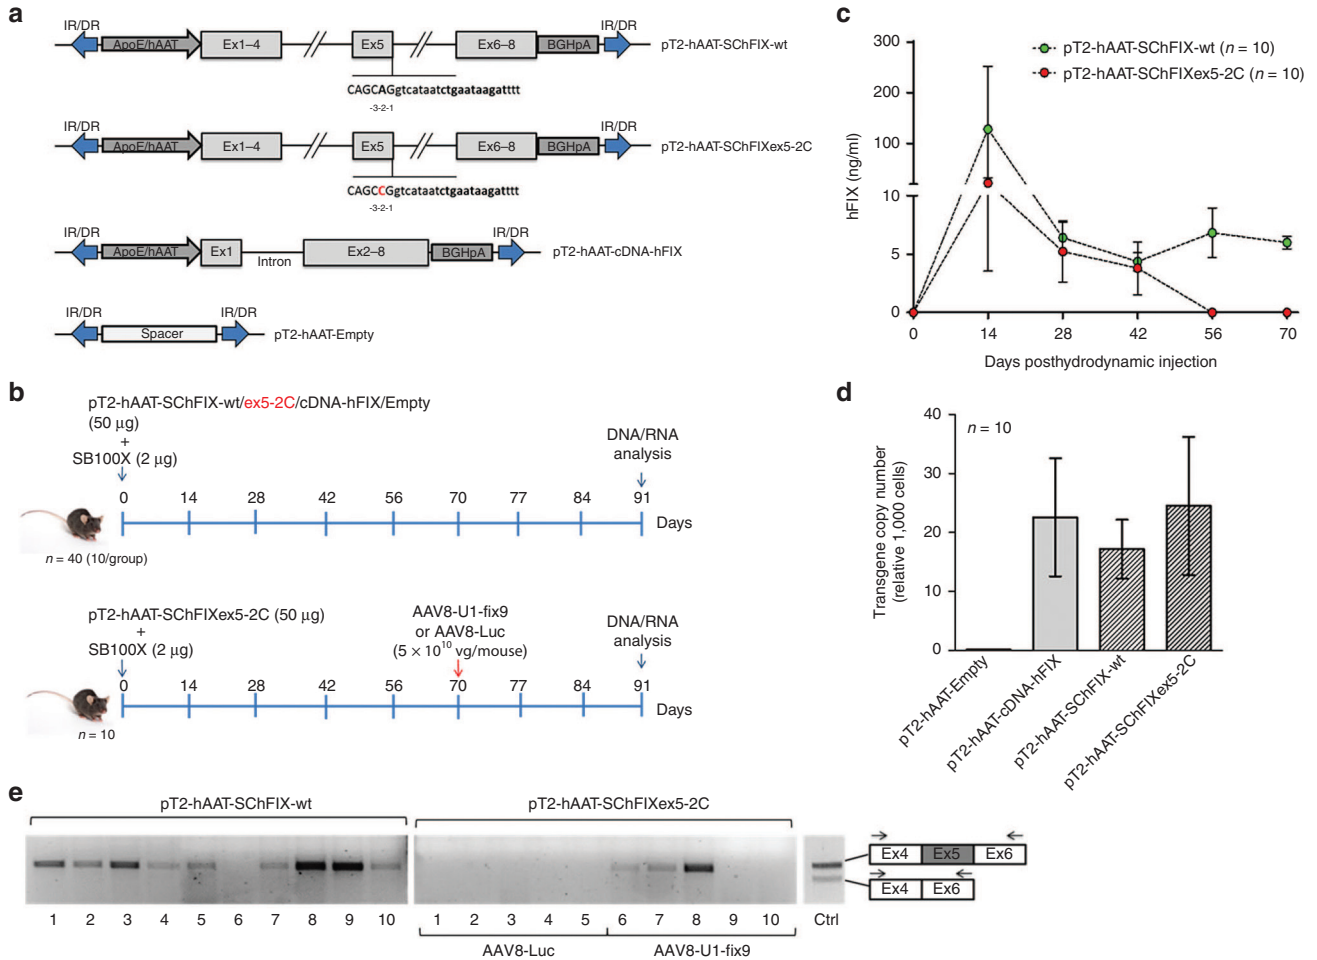 a
IR/DR IR/DR
ApoE/hAAT Ex1–4 Ex5 Ex6–8 BGHpA pT2-hAAT-SChFIX-wt
CAGCAGgtcataatctgaataagatttt
-3-2-1
IR/DR IR/DR
ApoE/hAAT Ex1–4 Ex5 Ex6–8 BGHpA pT2-hAAT-SChFIXex5-2C
CAGCCGgtcataatctgaataagatttt
-3-2-1
IR/DR IR/DR
ApoE/hAAT Ex1 Intron Ex2–8 BGHpA pT2-hAAT-cDNA-hFIX
IR/DR IR/DR
Spacer pT2-hAAT-Empty
b
pT2-hAAT-SChFIX-wt/ex5-2C/cDNA-hFIX/Empty
(50 µg)
+
SB100X (2 µg)
DNA/RNA
analysis
0 14 28 42 56 70 77 84 91
Days
n = 40 (10/group)
pT2-hAAT-SChFIXex5-2C (50 µg)
+
SB100X (2 µg)
AAV8-U1-fix9
or AAV8-Luc
(5 × 10¹⁰ vg/mouse)
DNA/RNA
analysis
0 14 28 42 56 70 77 84 91
Days
n = 10
c
pT2-hAAT-SChFIX-wt (n = 10)
pT2-hAAT-SChFIXex5-2C (n = 10)
hFIX (ng/ml)
300
200
100
10
5
0
0 14 28 42 56 70
Days posthydrodynamic injection
d
n = 10
Transgene copy number
(relative 1,000 cells)
40
30
20
10
0
pT2-hAAT-Empty
pT2-hAAT-cDNA-hFIX
pT2-hAAT-SChFIX-wt
pT2-hAAT-SChFIXex5-2C
e
pT2-hAAT-SChFIX-wt pT2-hAAT-SChFIXex5-2C
Ex4 Ex5 Ex6
Ex4 Ex6
1 2 3 4 5 6 7 8 9 10 1 2 3 4 5 6 7 8 9 10 Ctrl
AAV8-Luc AAV8-U1-fix9